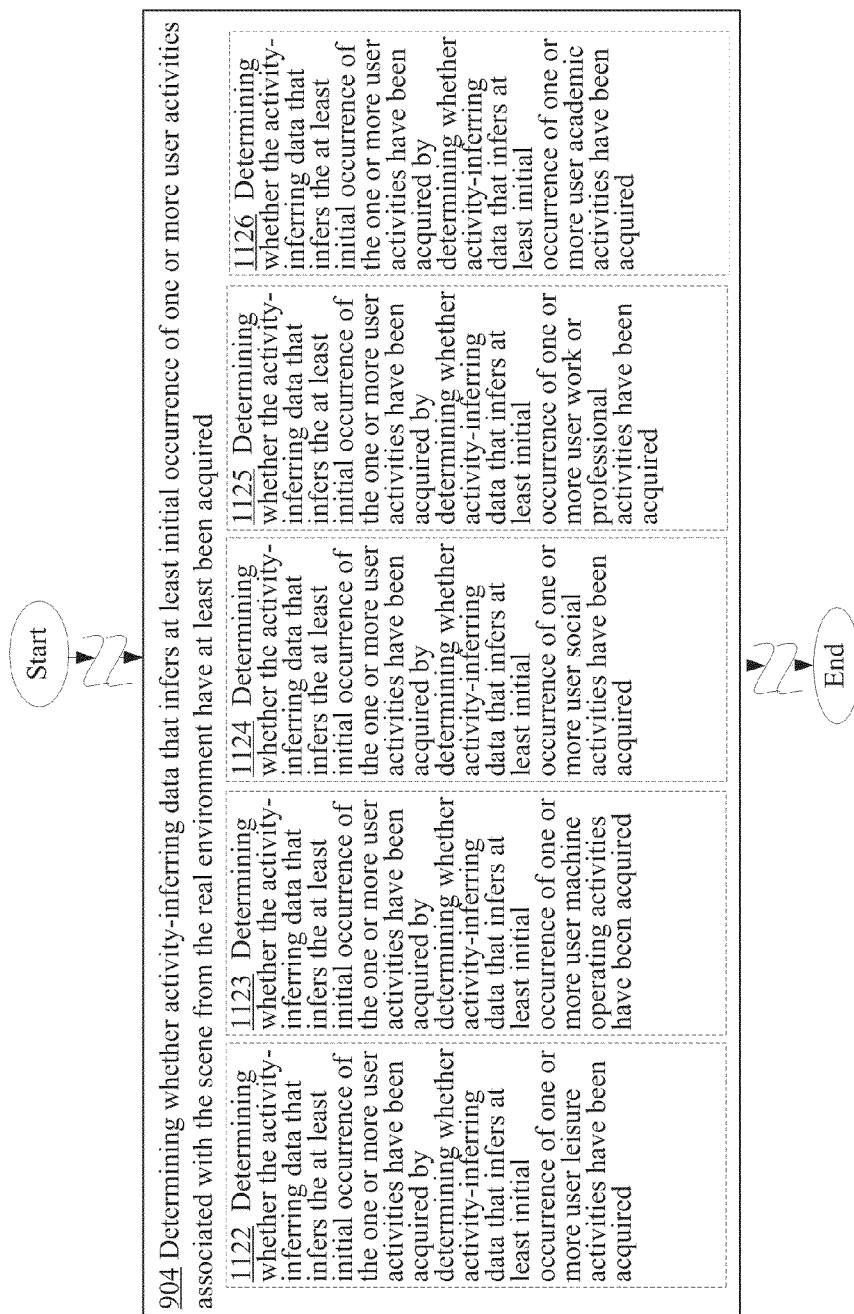 Start
904 Determining whether activity-inferring data that infers at least initial occurrence of one or more user activities
associated with the scene from the real environment have at least been acquired
1122 Determining
whether the activity-
inferring data that
infers the at least
initial occurrence of
the one or more user
activities have been
acquired by
determining whether
activity-inferring
data that infers at
least initial
occurrence of one or
more user leisure
activities have been
acquired
1123 Determining
whether the activity-
inferring data that
infers the at least
initial occurrence of
the one or more user
activities have been
acquired by
determining whether
activity-inferring
data that infers at
least initial
occurrence of one or
more user machine
operating activities
have been acquired
1124 Determining
whether the activity-
inferring data that
infers the at least
initial occurrence of
the one or more user
activities have been
acquired by
determining whether
activity-inferring
data that infers at
least initial
occurrence of one or
more user social
activities have been
acquired
1125 Determining
whether the activity-
inferring data that
infers the at least
initial occurrence of
the one or more user
activities have been
acquired by
determining whether
activity-inferring
data that infers at
least initial
occurrence of one or
more user work or
professional
activities have been
acquired
1126 Determining
whether the activity-
inferring data that
infers the at least
initial occurrence of
the one or more user
activities have been
acquired by
determining whether
activity-inferring
data that infers at
least initial
occurrence of one or
more user academic
activities have been
acquired
End